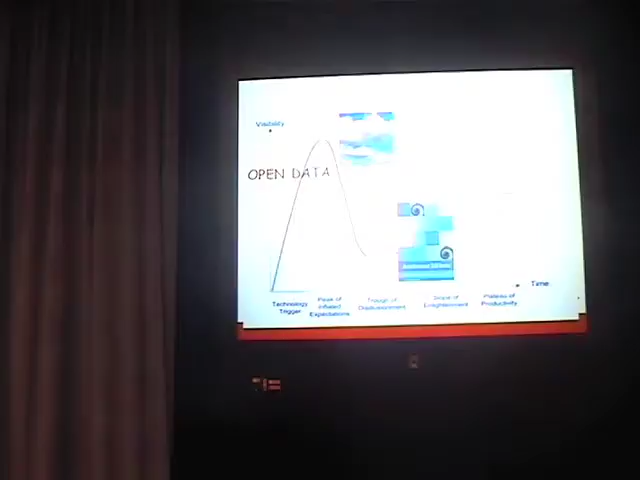 Visibility
OPEN DATA
Time
Technology
Trigger
Peak of
Inflated
Expectations
Trough of
Disillusionment
Slope of
Enlightenment
Plateau of
Productivity